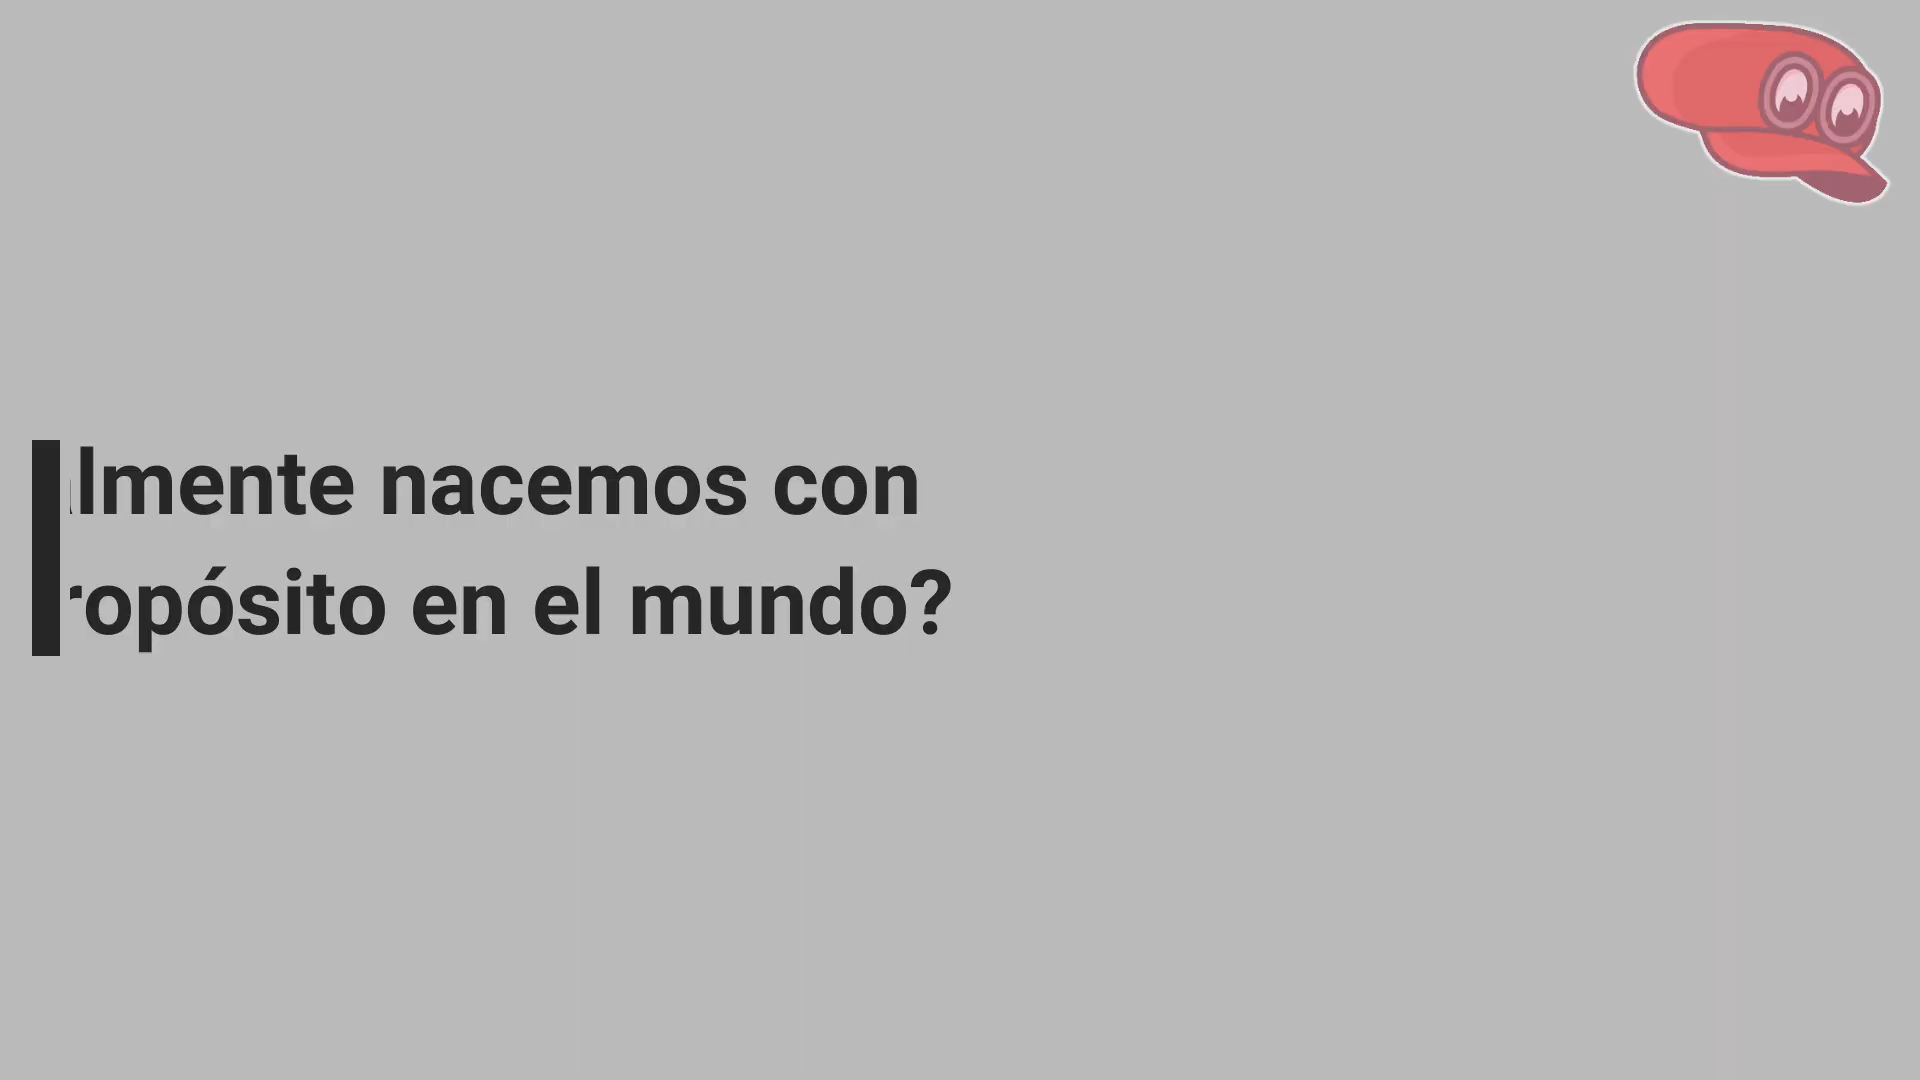 lmente nacemos con
ropósito en el mundo?